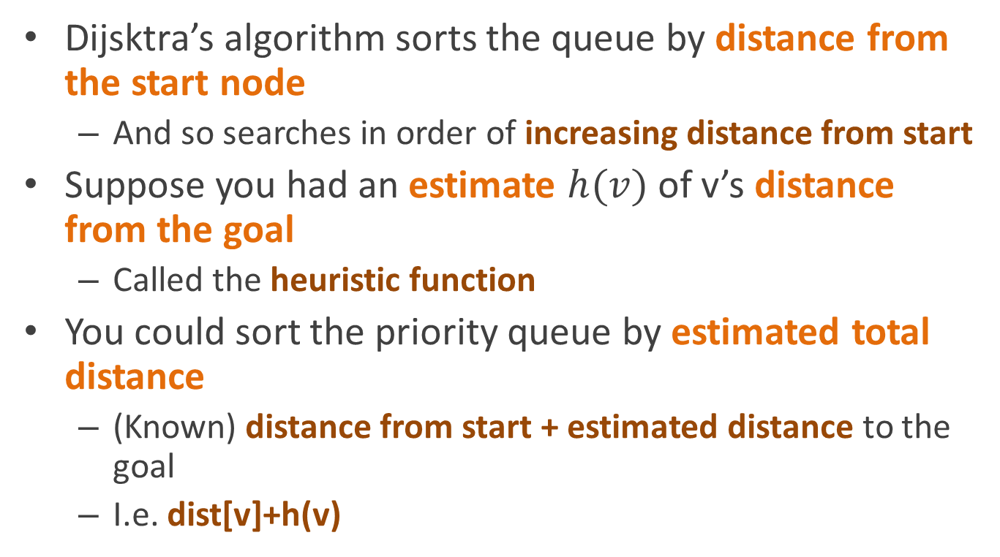 • Dijsktra’s algorithm sorts the queue by distance from
the start node
– And so searches in order of increasing distance from start
• Suppose you had an estimate h(v) of v’s distance
from the goal
– Called the heuristic function
• You could sort the priority queue by estimated total
distance
– (Known) distance from start + estimated distance to the
goal
– I.e. dist[v]+h(v)